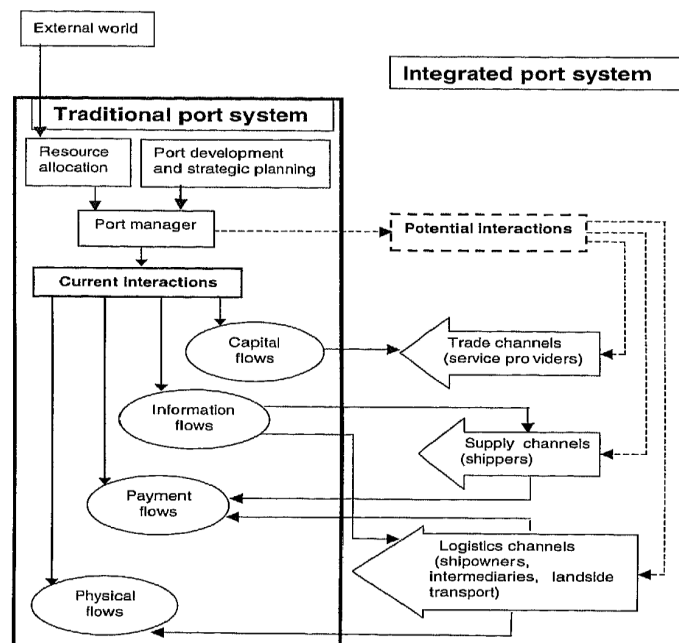 External world
Integrated port system
Traditional port system
Resource
allocation
Port development
and strategic planning
Port manager
Potential Interactions
Current Interactions
Capital
flows
Trade channels
(service providers)
Information
flows
Supply channels
(shippers)
Payment
flows
Logistics channels
(shipowners,
intermediaries, landside
transport)
Physical
flows